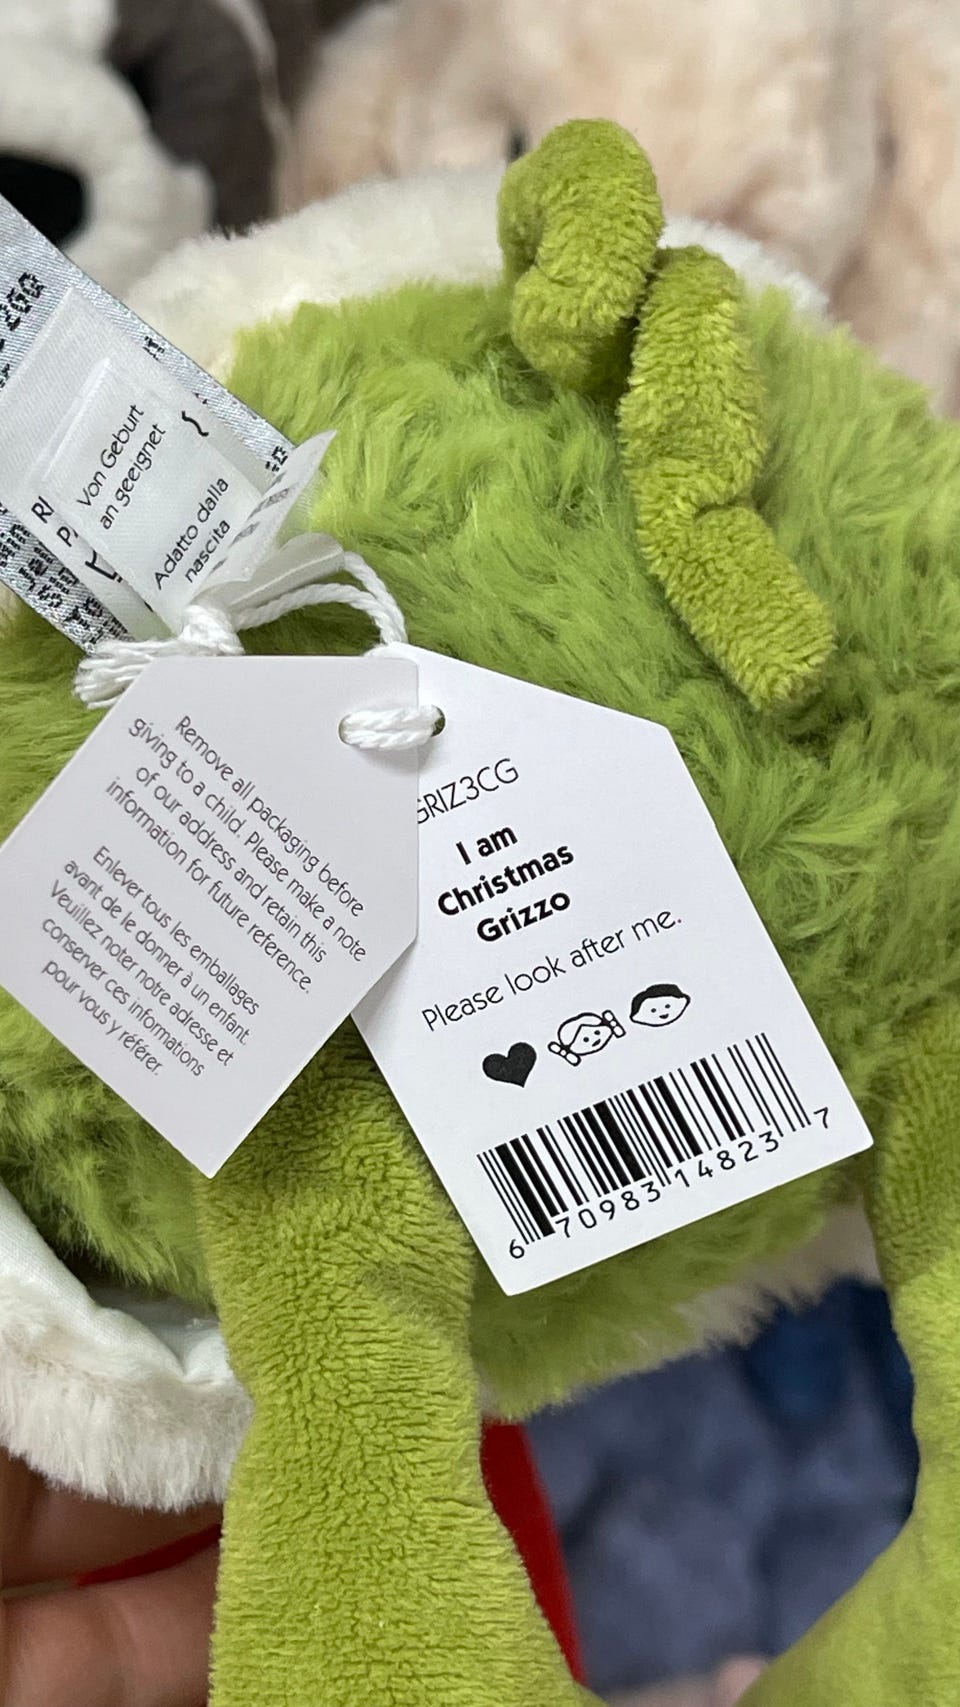 Von Geburt
an geeignet
Adatto dalla
nascita
Remove all packaging before
giving to a child. Please make a note
of our address and retain this
information for future reference.
Enlever tous les emballages
avant de le donner à un enfant.
Veuillez noter notre adresse et
conserver ces informations
pour vous y référer.
GRIZ3CG
I am
Christmas
Grizzo
Please look after me.
6 70983 14823 7